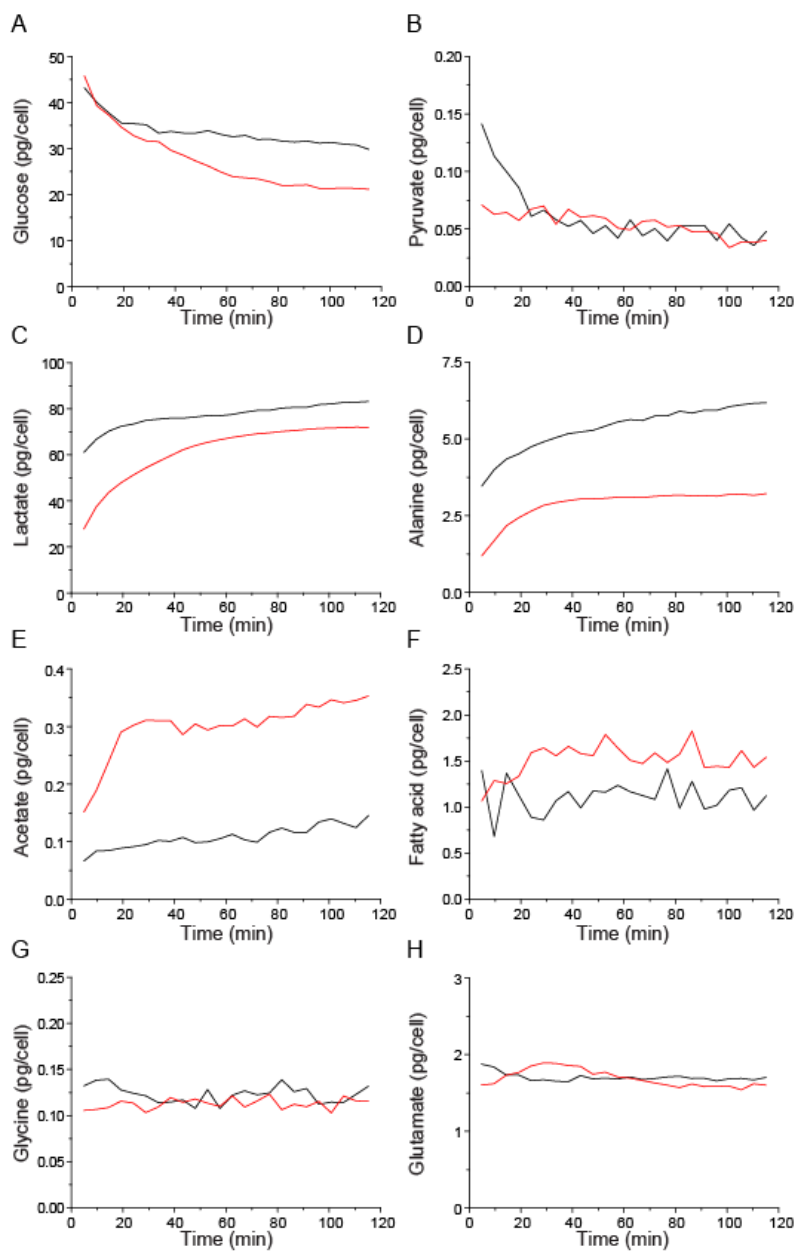 A
Glucose (pg/cell)
50
40
30
20
10
0
0 20 40 60 80 100 120
Time (min)
B
Pyruvate (pg/cell)
0.20
0.15
0.10
0.05
0.00
0 20 40 60 80 100 120
Time (min)
C
Lactate (pg/cell)
100
80
60
40
20
0
0 20 40 60 80 100 120
Time (min)
D
Alanine (pg/cell)
7.5
5.0
2.5
0.0
0 20 40 60 80 100 120
Time (min)
E
Acetate (pg/cell)
0.4
0.3
0.2
0.1
0.0
0 20 40 60 80 100 120
Time (min)
F
Fatty acid (pg/cell)
2.5
2.0
1.5
1.0
0.5
0.0
0 20 40 60 80 100 120
Time (min)
G
Glycine (pg/cell)
0.25
0.20
0.15
0.10
0.05
0.00
0 20 40 60 80 100 120
Time (min)
H
Glutamate (pg/cell)
3
2
1
0
0 20 40 60 80 100 120
Time (min)